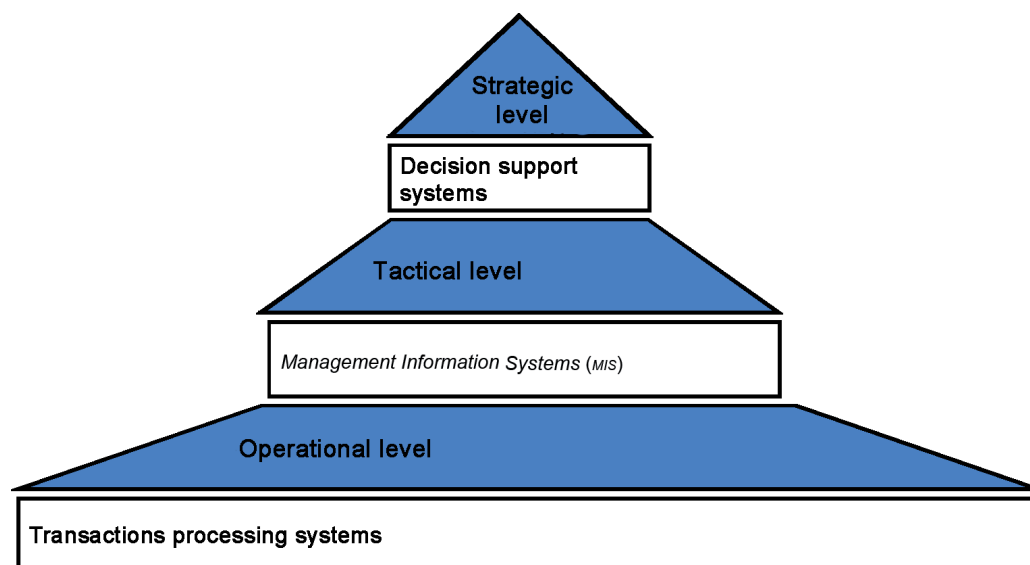 Strategic
level
Decision support
systems
Tactical level
Management Information Systems (MIS)
Operational level
Transactions processing systems